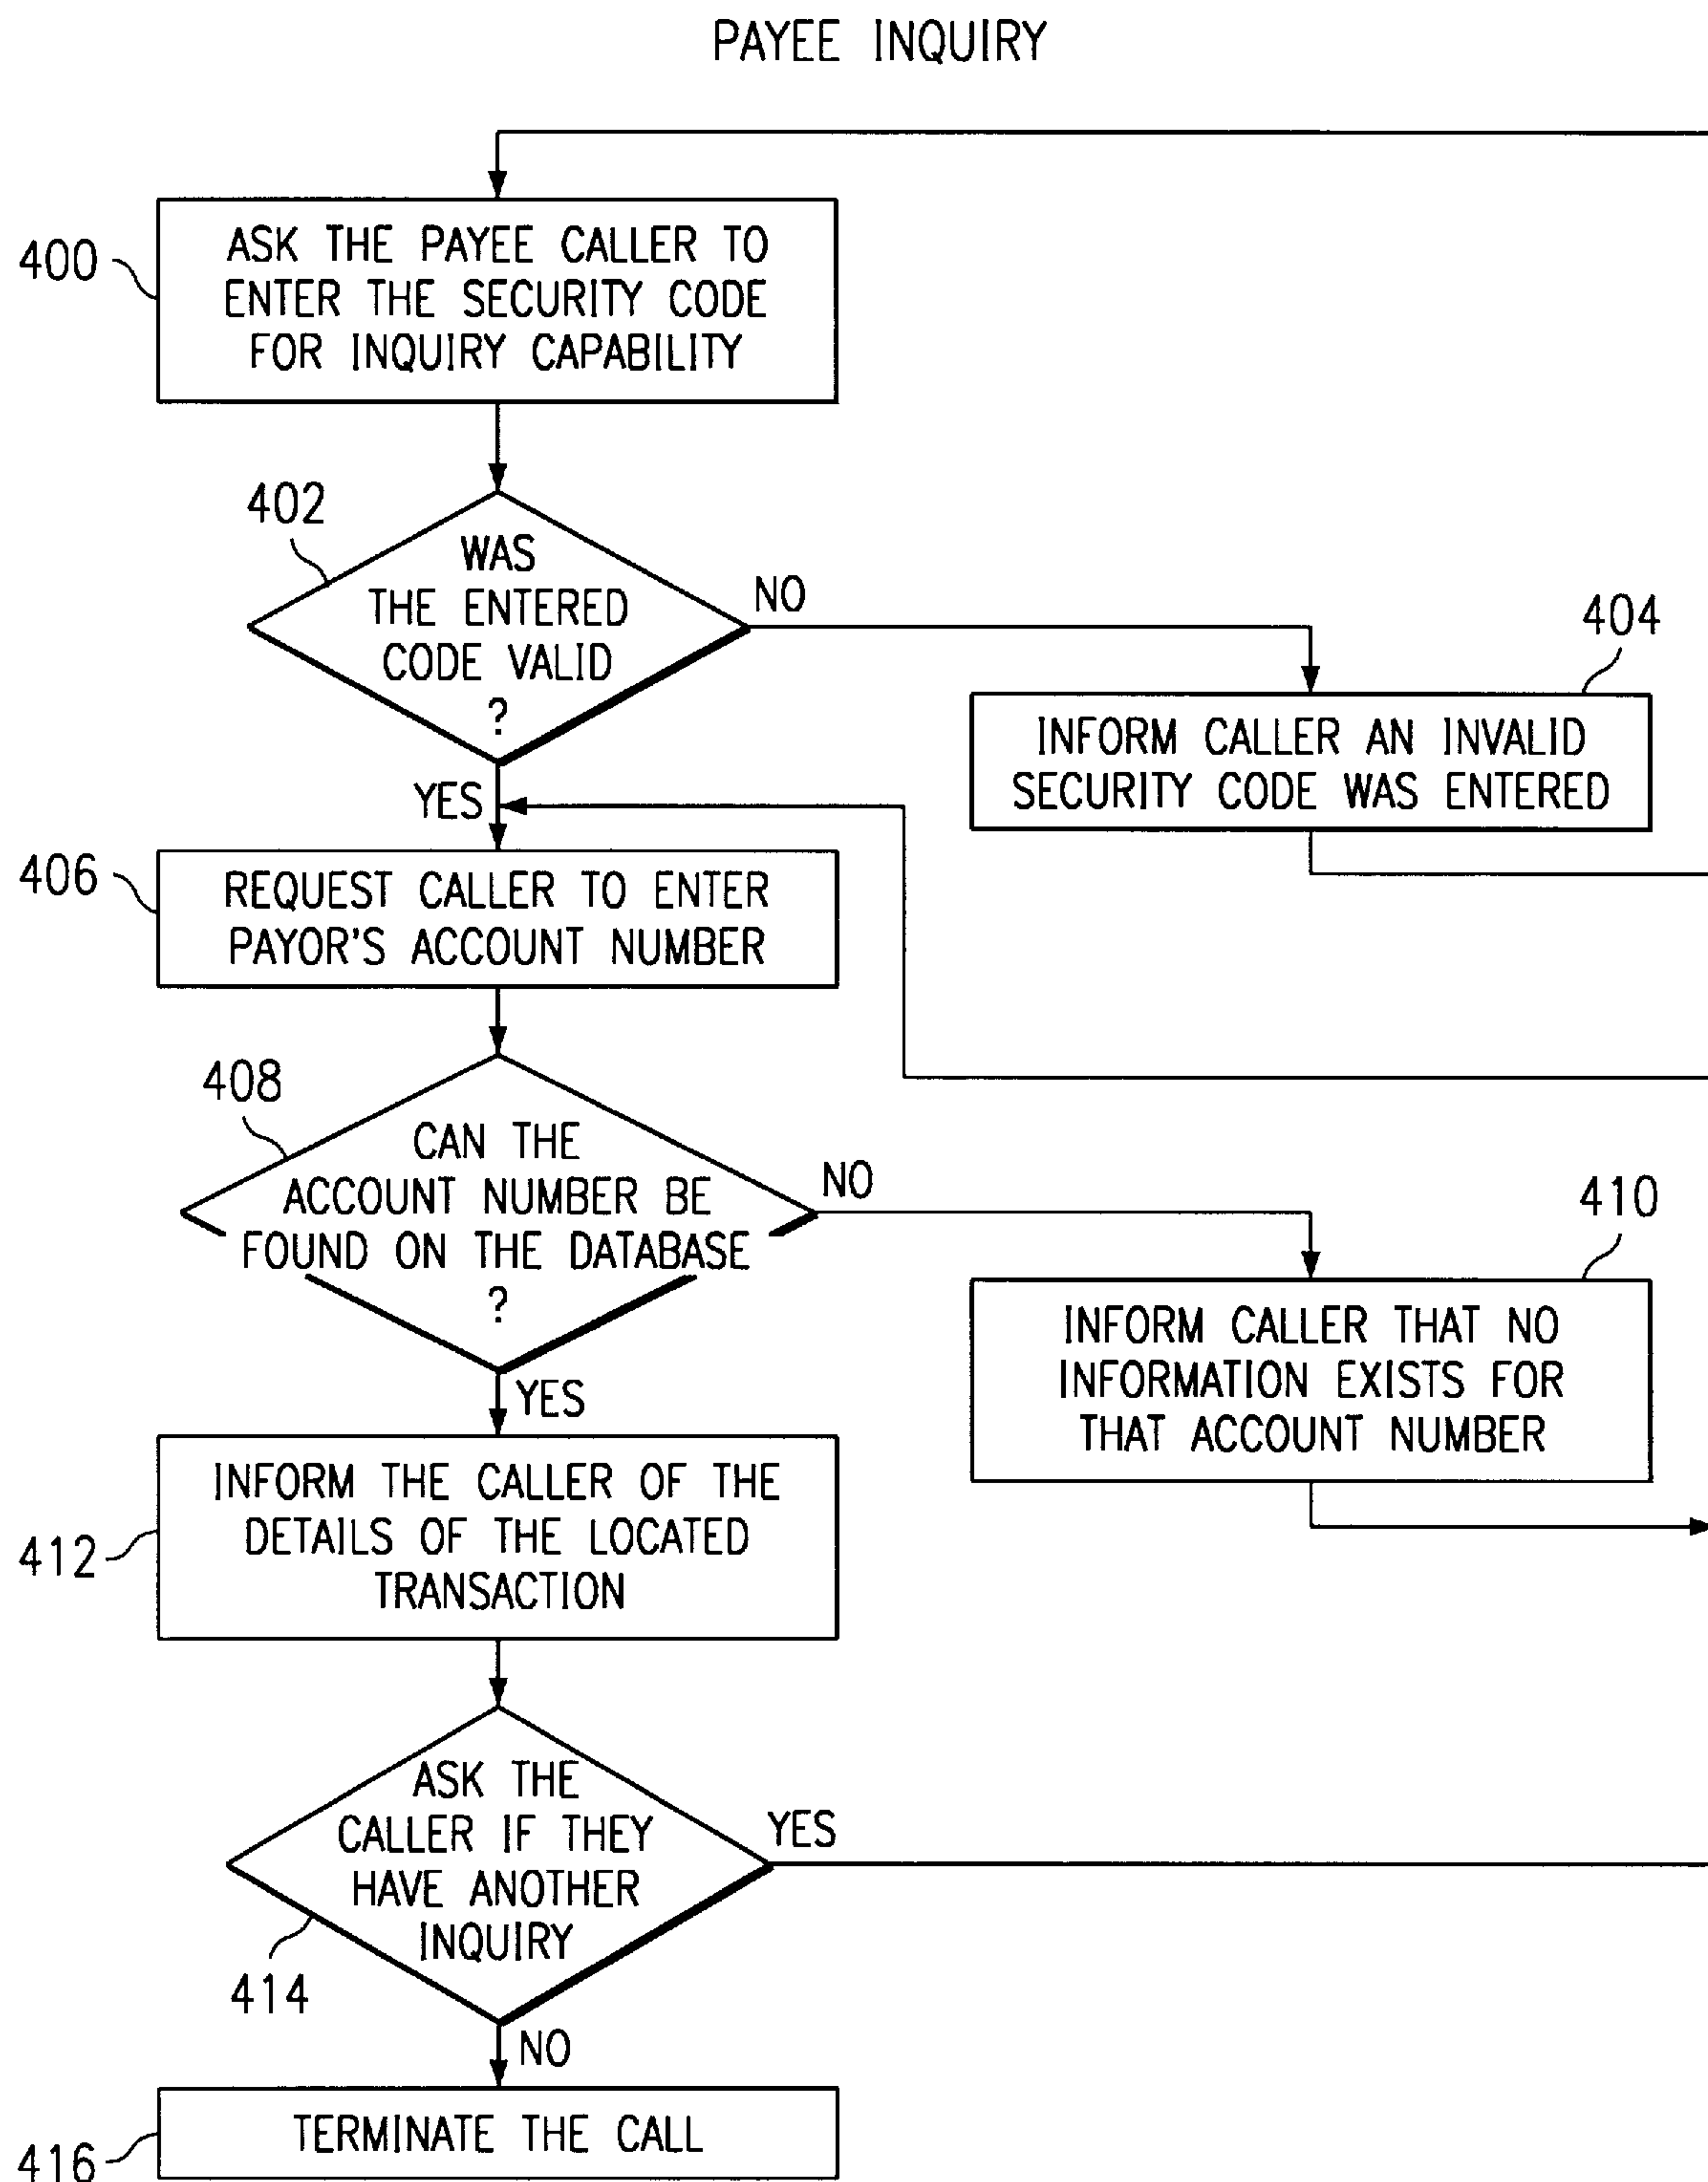 PAYEE INQUIRY
400
ASK THE PAYEE CALLER TO
ENTER THE SECURITY CODE
FOR INQUIRY CAPABILITY
402
WAS
THE ENTERED
CODE VALID
?
NO
404
INFORM CALLER AN INVALID
SECURITY CODE WAS ENTERED
YES
406
REQUEST CALLER TO ENTER
PAYOR'S ACCOUNT NUMBER
408
CAN THE
ACCOUNT NUMBER BE
FOUND ON THE DATABASE
?
NO
410
INFORM CALLER THAT NO
INFORMATION EXISTS FOR
THAT ACCOUNT NUMBER
YES
412
INFORM THE CALLER OF THE
DETAILS OF THE LOCATED
TRANSACTION
ASK THE
CALLER IF THEY
HAVE ANOTHER
INQUIRY
YES
414
NO
TERMINATE THE CALL
416